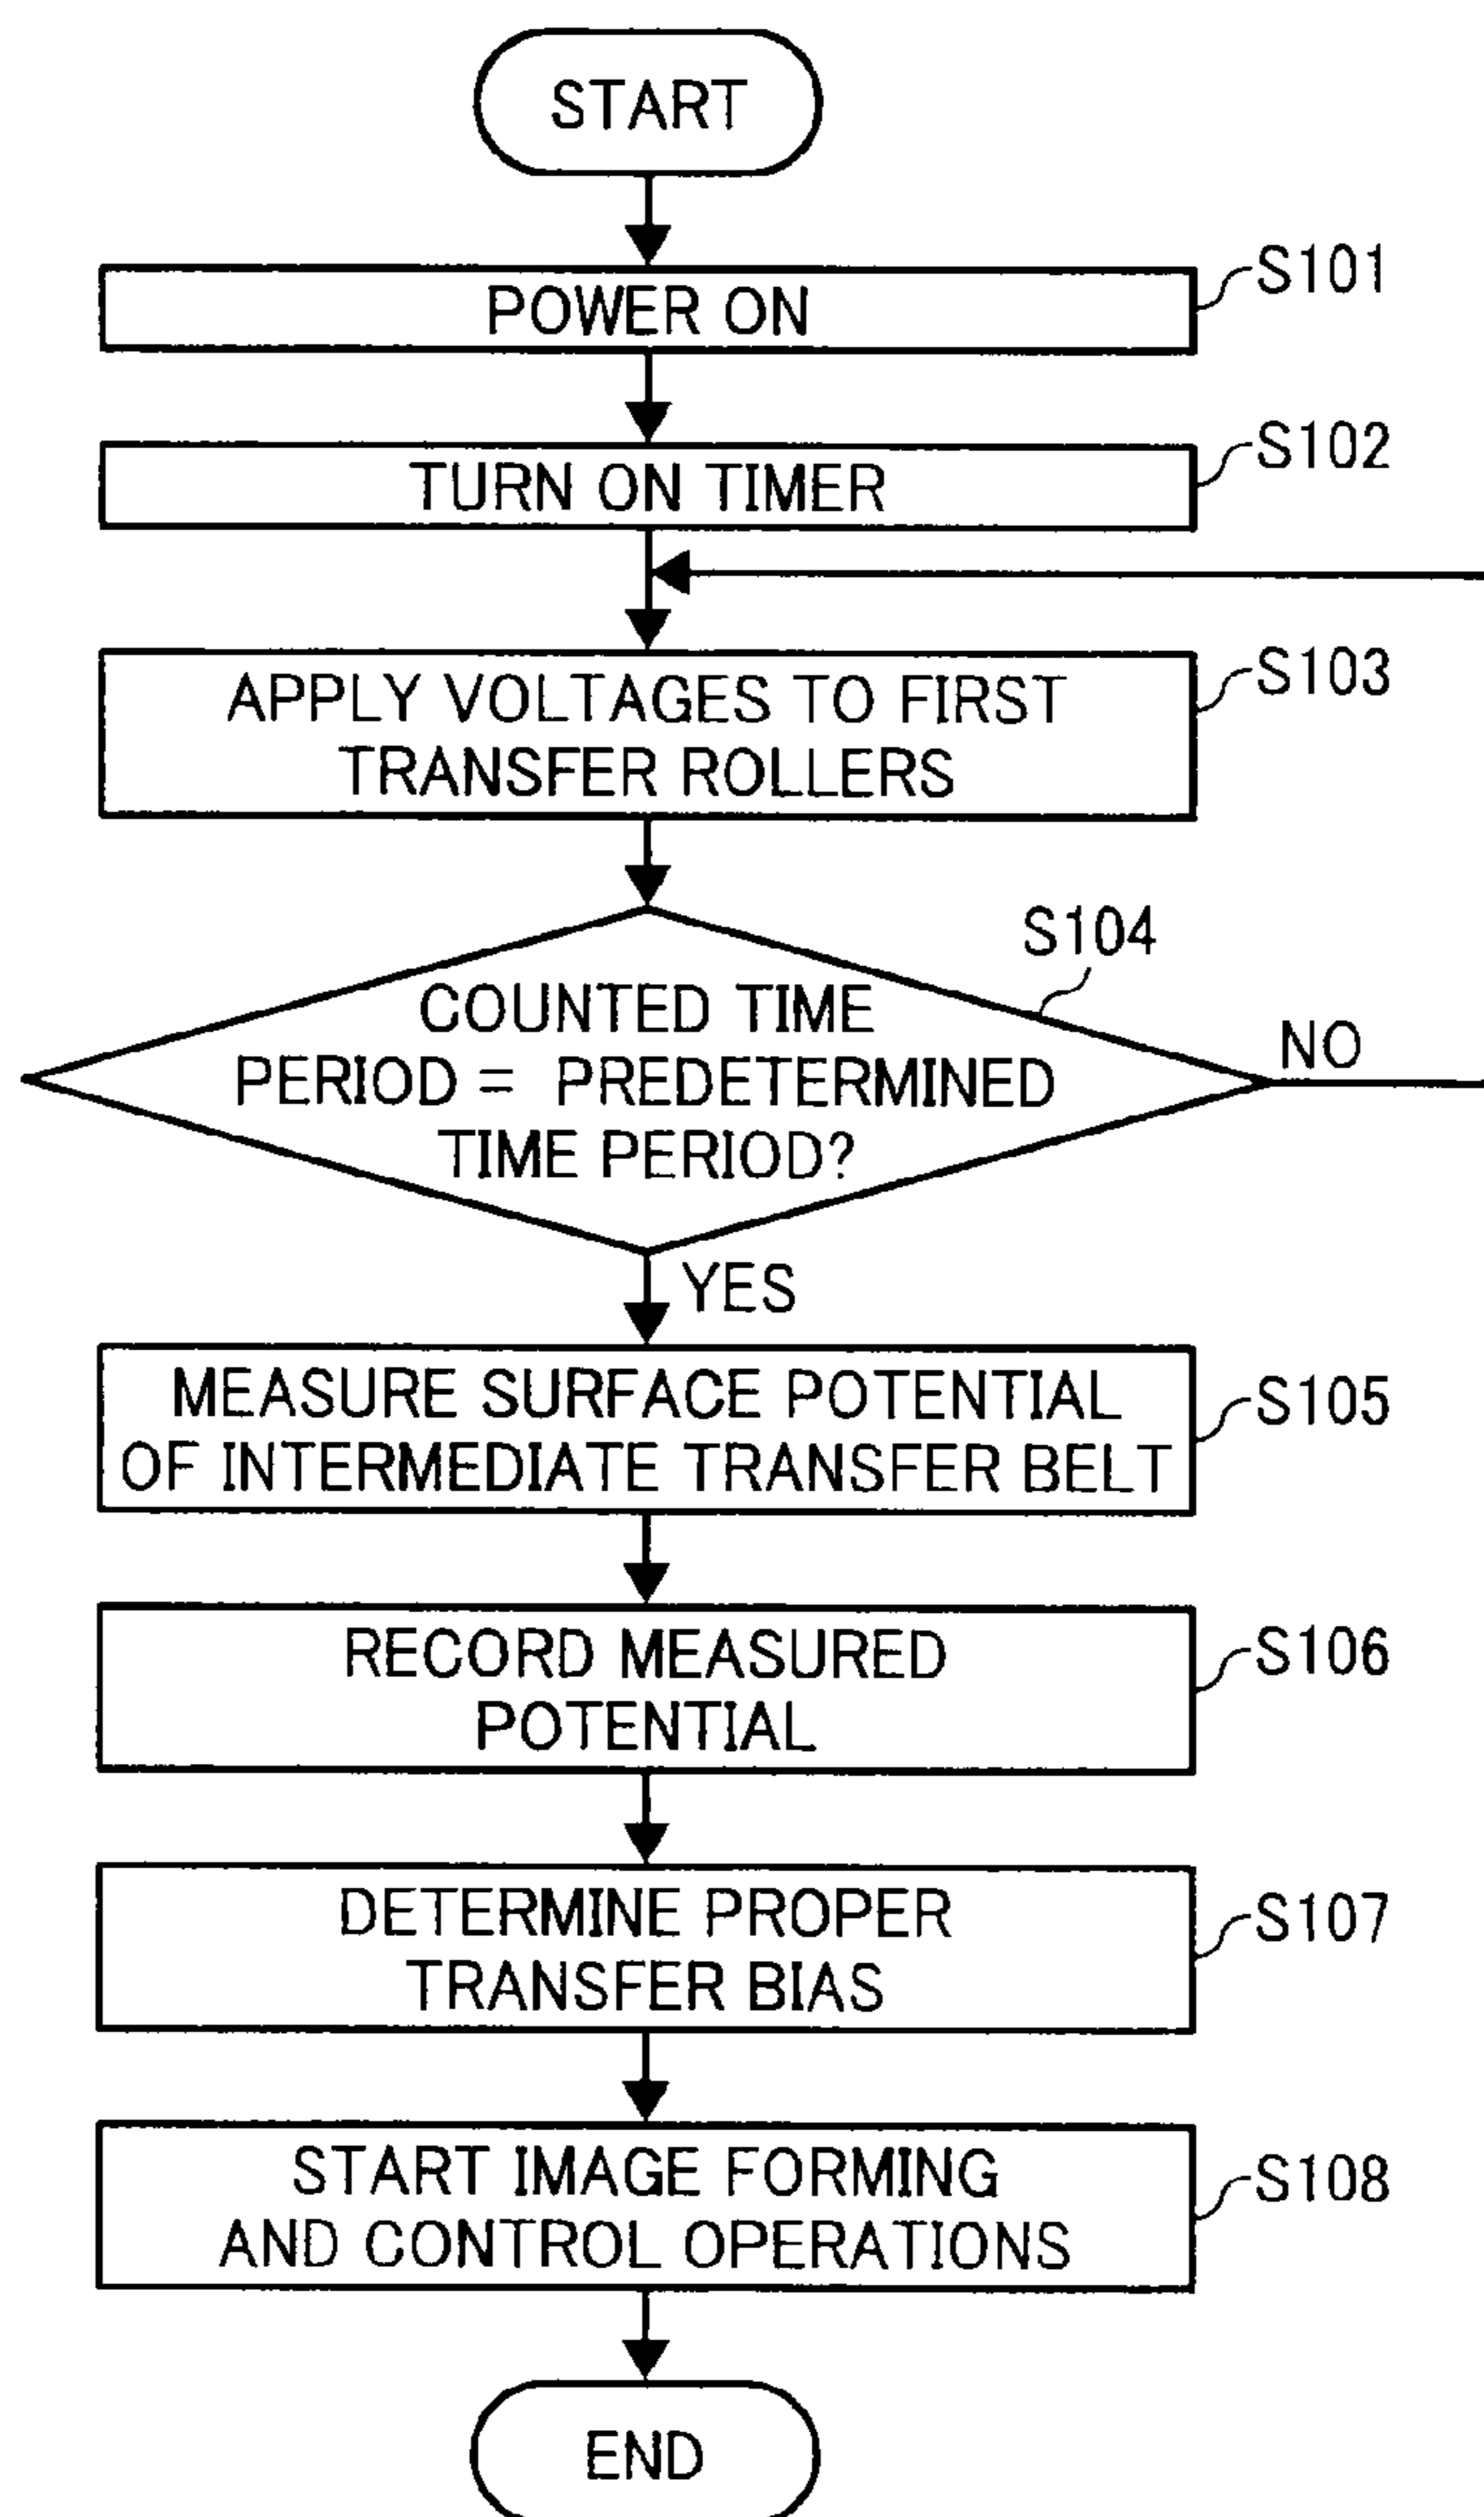 START
POWER ON
S101
TURN ON TIMER
S102
APPLY VOLTAGES TO FIRST
TRANSFER ROLLERS
S103
S104
COUNTED TIME
PERIOD = PREDETERMINED
TIME PERIOD?
NO
YES
MEASURE SURFACE POTENTIAL
OF INTERMEDIATE TRANSFER BELT
S105
RECORD MEASURED
POTENTIAL
S106
DETERMINE PROPER
TRANSFER BIAS
S107
START IMAGE FORMING
AND CONTROL OPERATIONS
S108
END